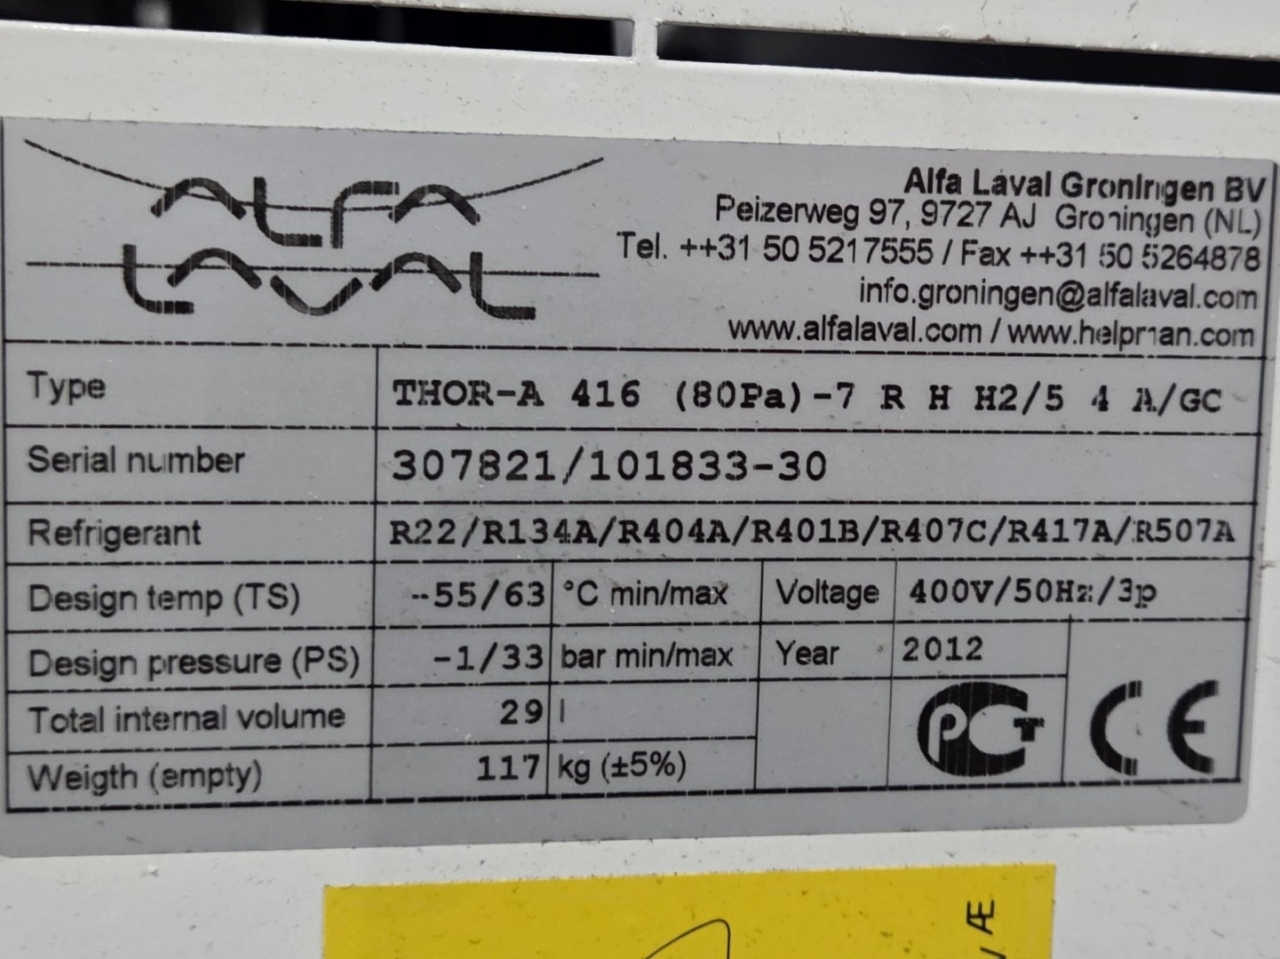 ALFA
LAVAL
Alfa Laval Groningen BV
Peizerweg 97, 9727 AJ Groningen (NL)
Tel. ++31 50 5217555 / Fax ++31 50 5264878
info.groningen@alfalaval.com
www.alfalaval.com / www.helpman.com
Type THOR-A 416 (80Pa)-7 R H H2/5 4 A/GC
Serial number 307821/101833-30
Refrigerant R22/R134A/R404A/R401B/R407C/R417A/R507A
Design temp (TS) -55/63 °C min/max Voltage 400V/50Hz/3p
Design pressure (PS) -1/33 bar min/max Year 2012
Total internal volume 29 l
Weigth (empty) 117 kg (±5%)
PCT CE